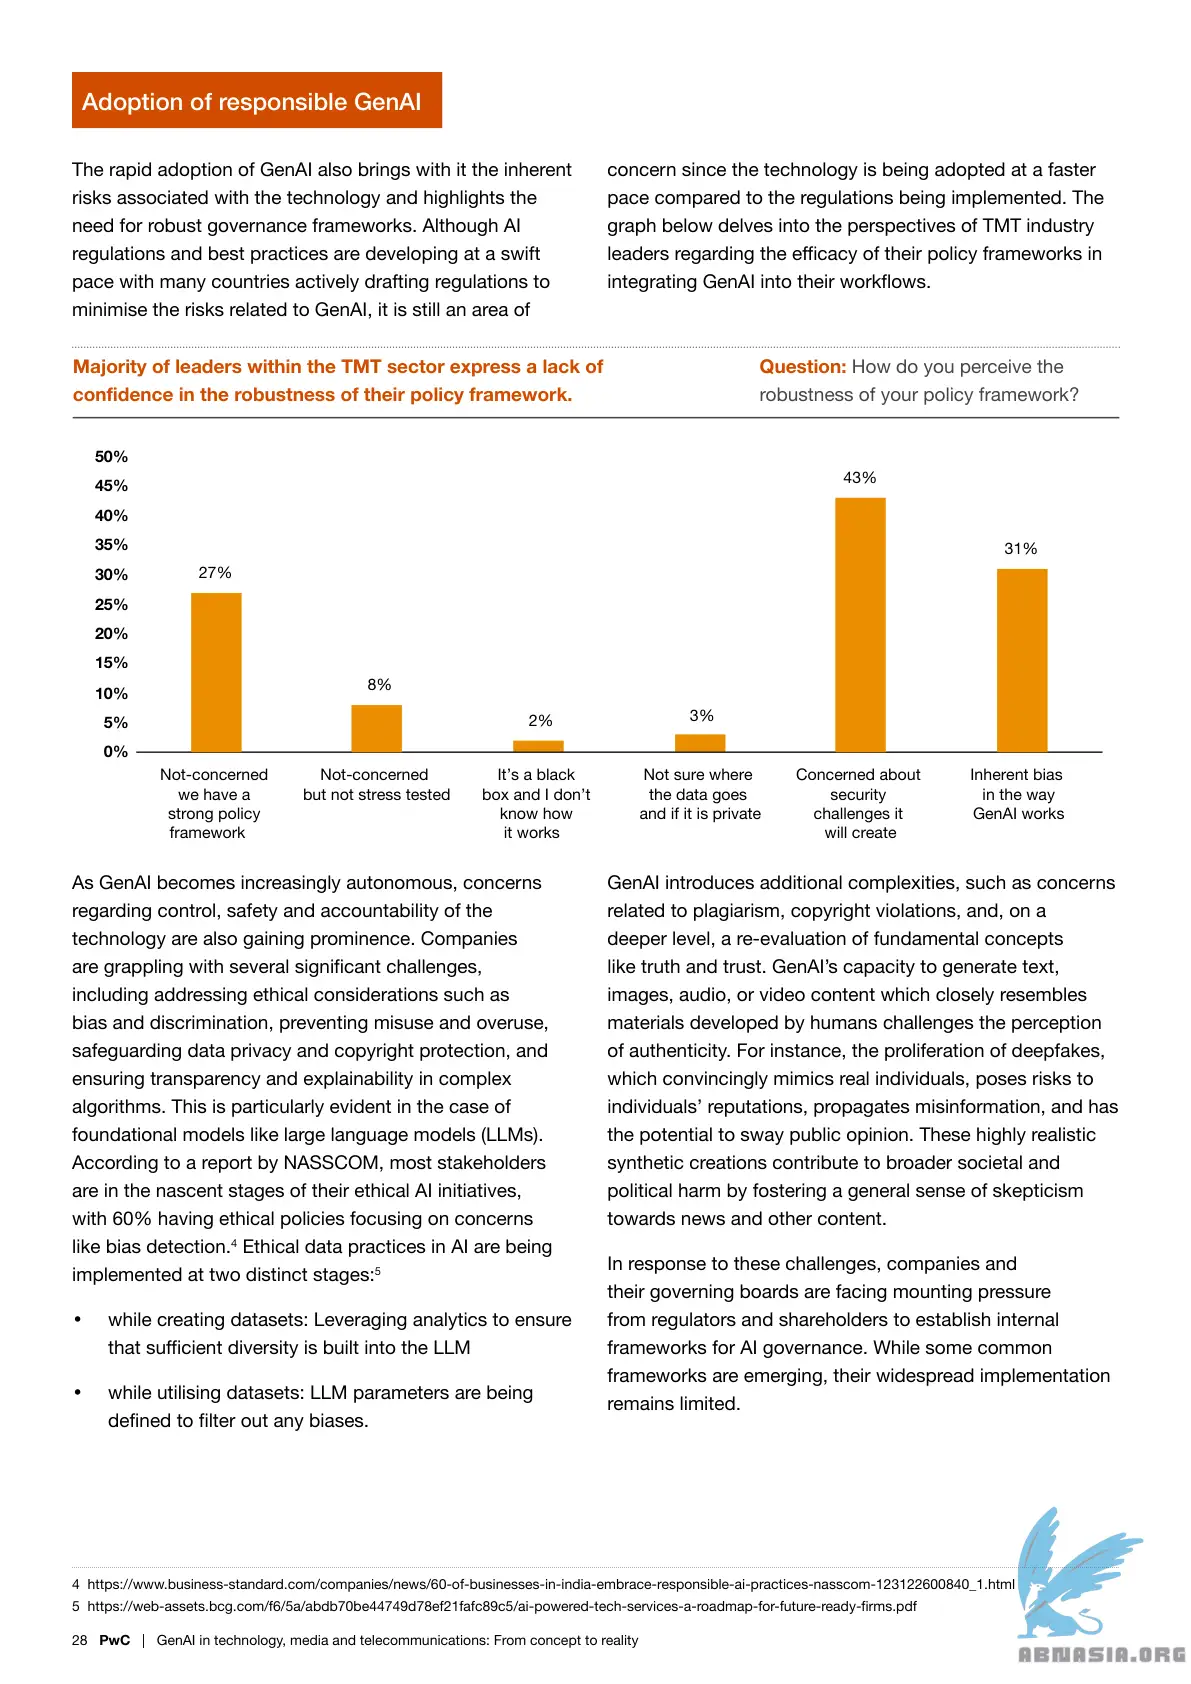 Adoption of responsible GenAI
The rapid adoption of GenAI also brings with it the inherent
risks associated with the technology and highlights the
need for robust governance frameworks. Although AI
regulations and best practices are developing at a swift
pace with many countries actively drafting regulations to
minimise the risks related to GenAI, it is still an area of
concern since the technology is being adopted at a faster
pace compared to the regulations being implemented. The
graph below delves into the perspectives of TMT industry
leaders regarding the efficacy of their policy frameworks in
integrating GenAI into their workflows.
Majority of leaders within the TMT sector express a lack of
confidence in the robustness of their policy framework.
Question: How do you perceive the
robustness of your policy framework?
50%
45%
40%
35%
30%
25%
20%
15%
10%
5%
0%
27%
8%
2%
3%
43%
31%
Not-concerned
we have a
strong policy
framework
Not-concerned
but not stress tested
It's a black
box and I don't
know how
it works
Not sure where
the data goes
and if it is private
Concerned about
security
challenges it
will create
Inherent bias
in the way
GenAI works
As GenAI becomes increasingly autonomous, concerns
regarding control, safety and accountability of the
technology are also gaining prominence. Companies
are grappling with several significant challenges,
including addressing ethical considerations such as
bias and discrimination, preventing misuse and overuse,
safeguarding data privacy and copyright protection, and
ensuring transparency and explainability in complex
algorithms. This is particularly evident in the case of
foundational models like large language models (LLMs).
According to a report by NASSCOM, most stakeholders
are in the nascent stages of their ethical AI initiatives,
with 60% having ethical policies focusing on concerns
like bias detection.⁴ Ethical data practices in AI are being
implemented at two distinct stages:⁵
• while creating datasets: Leveraging analytics to ensure
that sufficient diversity is built into the LLM
• while utilising datasets: LLM parameters are being
defined to filter out any biases.
GenAI introduces additional complexities, such as concerns
related to plagiarism, copyright violations, and, on a
deeper level, a re-evaluation of fundamental concepts
like truth and trust. GenAI's capacity to generate text,
images, audio, or video content which closely resembles
materials developed by humans challenges the perception
of authenticity. For instance, the proliferation of deepfakes,
which convincingly mimics real individuals, poses risks to
individuals' reputations, propagates misinformation, and has
the potential to sway public opinion. These highly realistic
synthetic creations contribute to broader societal and
political harm by fostering a general sense of skepticism
towards news and other content.
In response to these challenges, companies and
their governing boards are facing mounting pressure
from regulators and shareholders to establish internal
frameworks for AI governance. While some common
frameworks are emerging, their widespread implementation
remains limited.
4 https://www.business-standard.com/companies/news/60-of-businesses-in-india-embrace-responsible-ai-practices-nasscom-123122600840_1.html
5 https://web-assets.bcg.com/f6/5a/abdb70be44749d78ef21fafc89c5/ai-powered-tech-services-a-roadmap-for-future-ready-firms.pdf
28 PwC | GenAI in technology, media and telecommunications: From concept to reality
ABNASIA.ORG